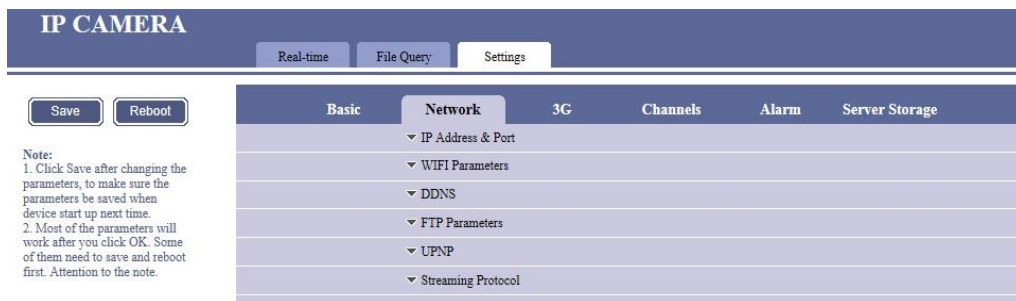 IP CAMERA
Real-time File Query Settings
Save Reboot
Note:
1. Click Save after changing the
parameters, to make sure the
parameters be saved when
device start up next time.
2. Most of the parameters will
work after you click OK. Some
of them need to save and reboot
first. Attention to the note.
Basic Network 3G Channels Alarm Server Storage
IP Address & Port
WIFI Parameters
DDNS
FTP Parameters
UPNP
Streaming Protocol